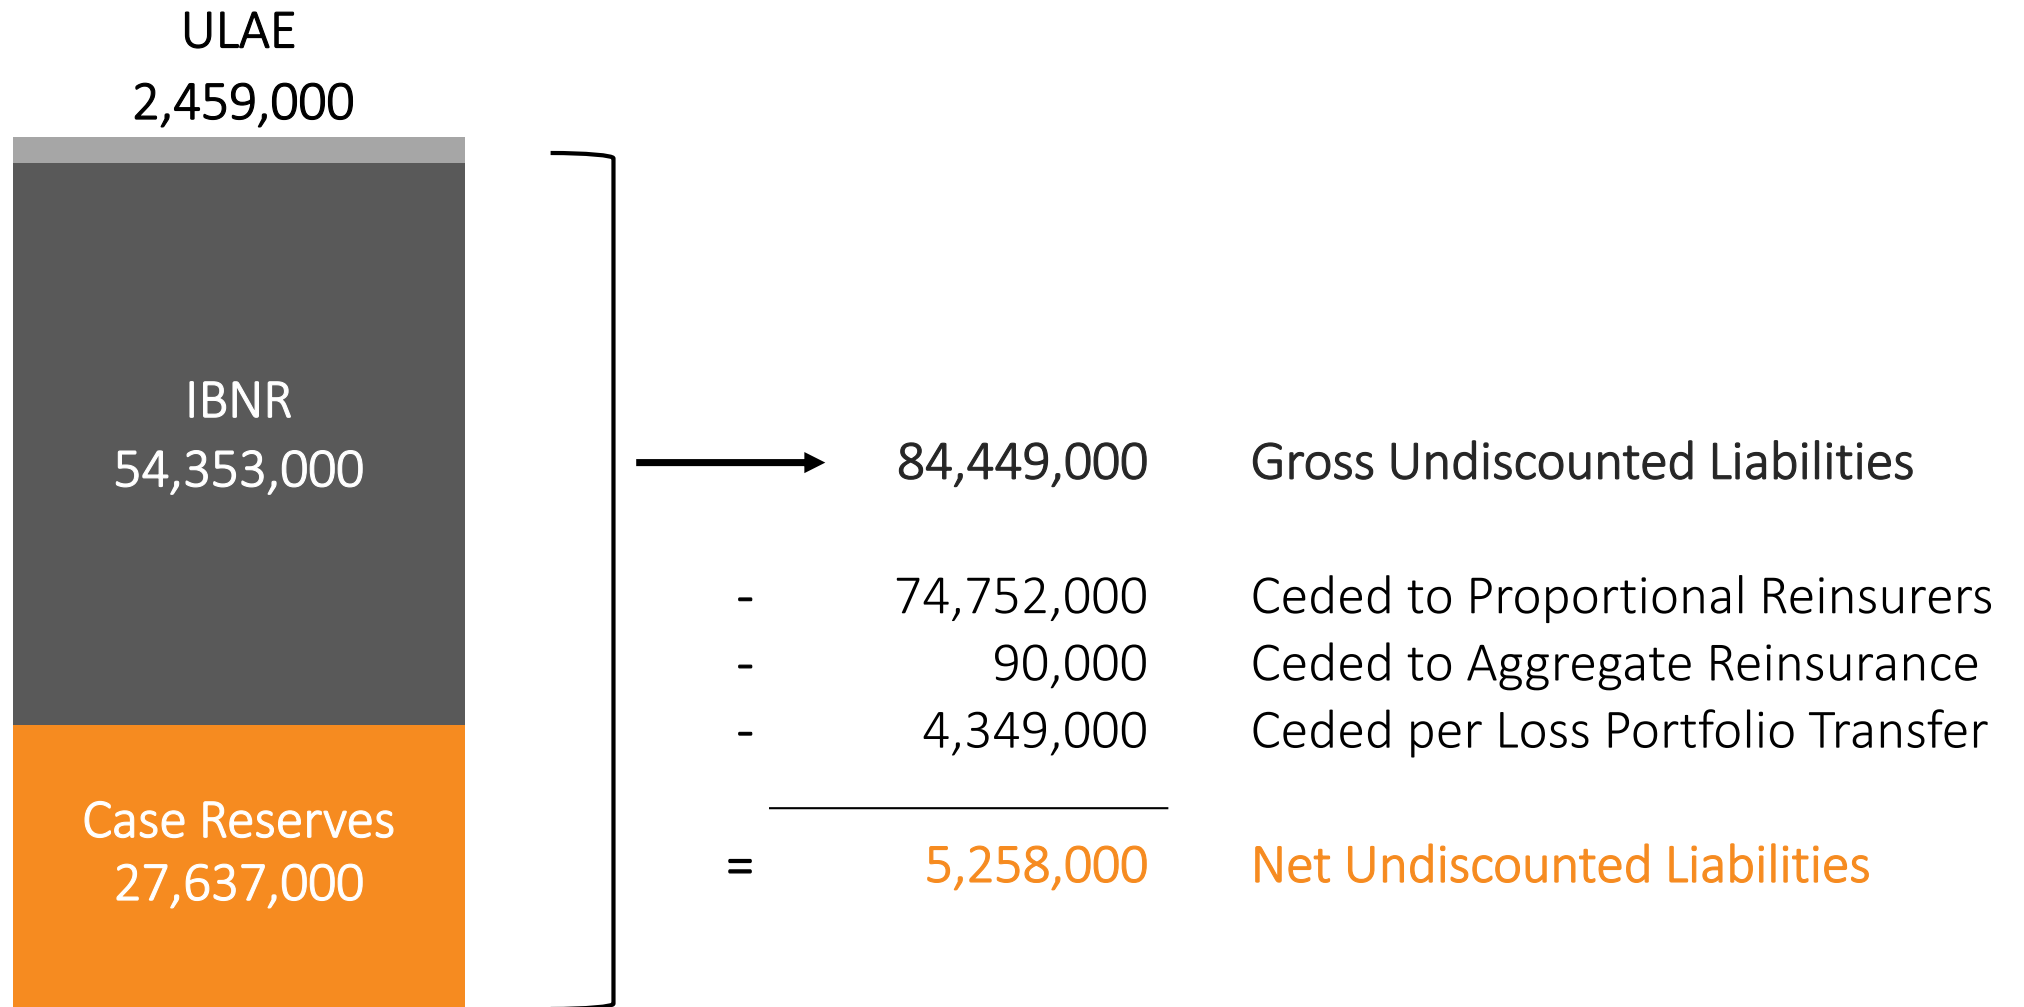 ULAE
2,459,000
IBNR
54,353,000
Case Reserves
27,637,000
84,449,000 Gross Undiscounted Liabilities
- 74,752,000 Ceded to Proportional Reinsurers
- 90,000 Ceded to Aggregate Reinsurance
- 4,349,000 Ceded per Loss Portfolio Transfer
= 5,258,000 Net Undiscounted Liabilities